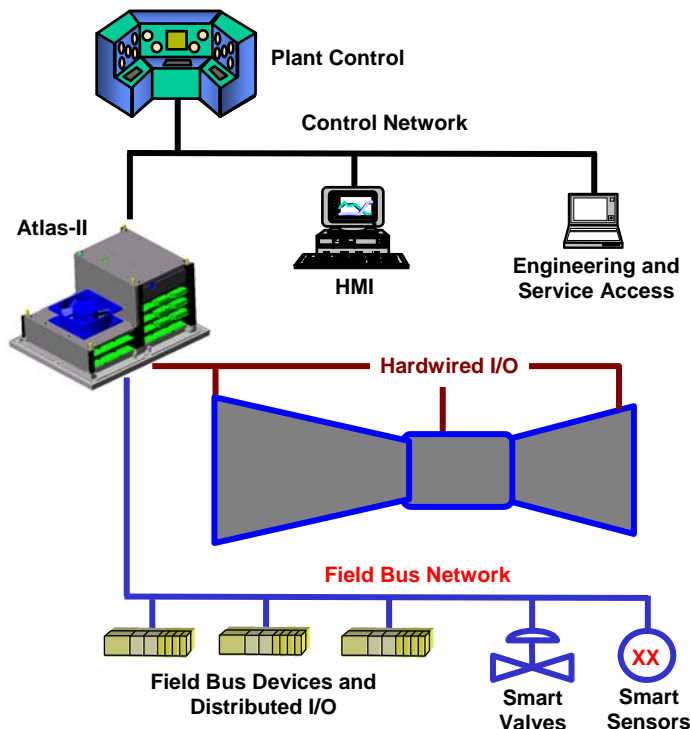 Plant Control
Control Network
Atlas-II
HMI
Engineering and
Service Access
Hardwired I/O
Field Bus Network
XX
Field Bus Devices and
Distributed I/O
Smart
Valves
Smart
Sensors